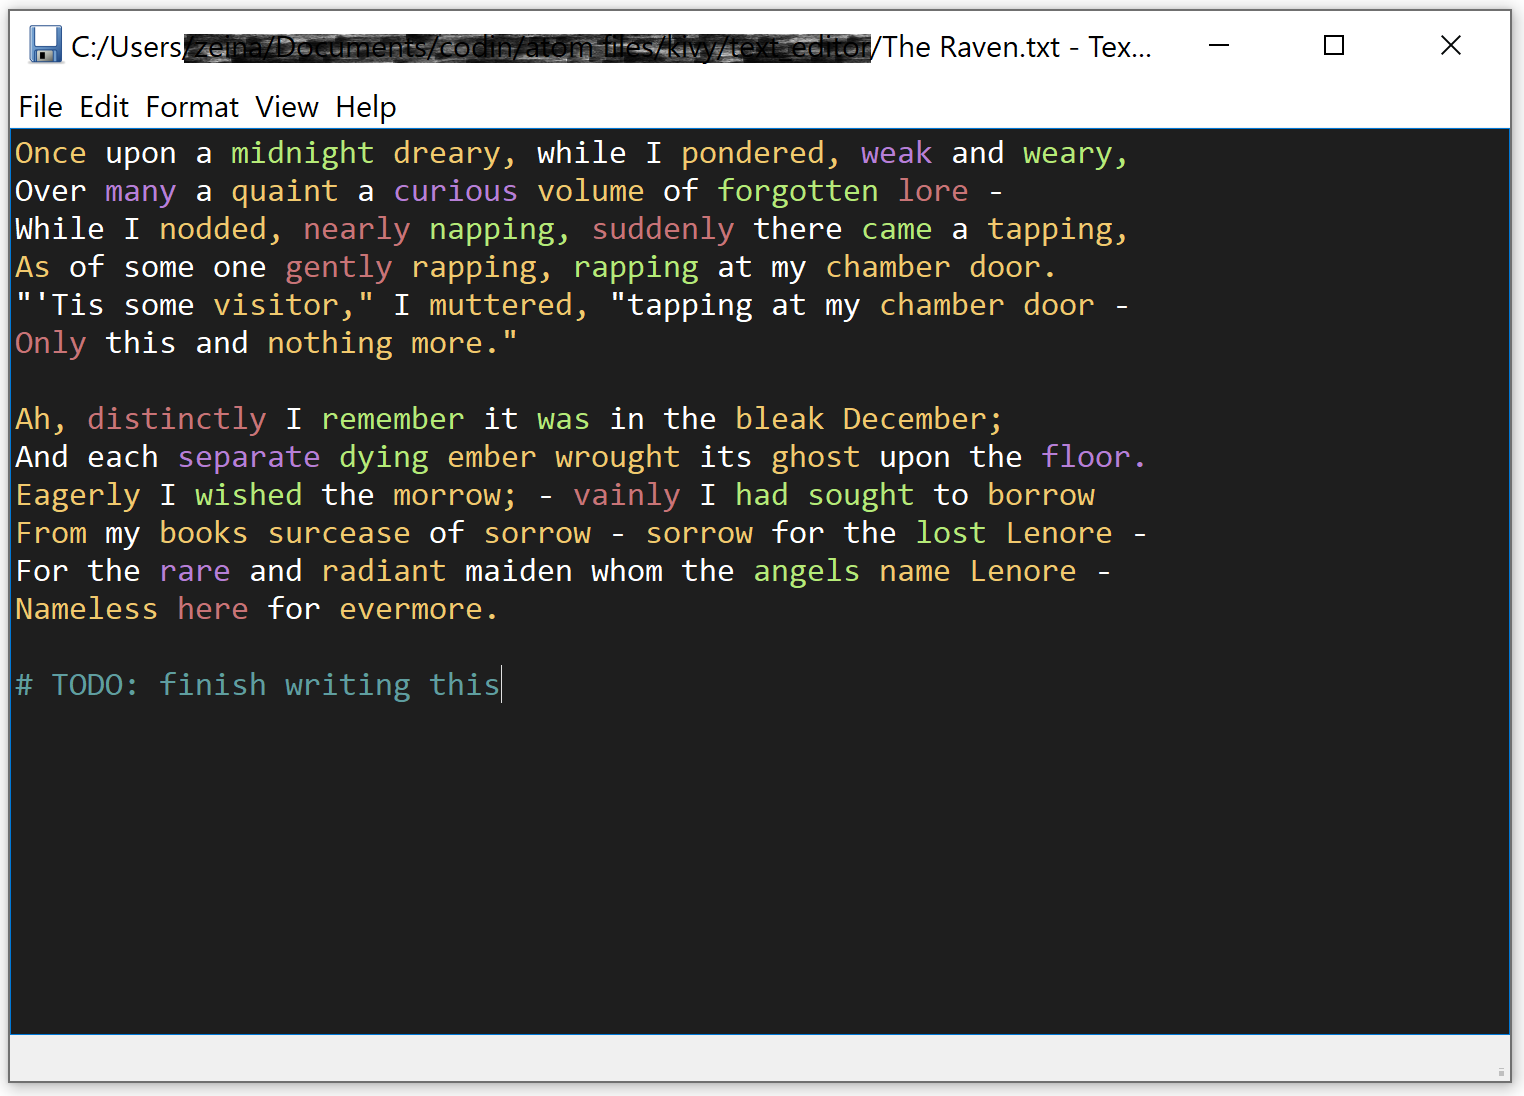 C:/Users/The Raven.txt - Tex...
File Edit Format View Help
Once upon a midnight dreary, while I pondered, weak and weary,
Over many a quaint a curious volume of forgotten lore -
While I nodded, nearly napping, suddenly there came a tapping,
As of some one gently rapping, rapping at my chamber door.
"'Tis some visitor," I muttered, "tapping at my chamber door -
Only this and nothing more."
Ah, distinctly I remember it was in the bleak December;
And each separate dying ember wrought its ghost upon the floor.
Eagerly I wished the morrow; - vainly I had sought to borrow
From my books surcease of sorrow - sorrow for the lost Lenore -
For the rare and radiant maiden whom the angels name Lenore -
Nameless here for evermore.
# TODO: finish writing this